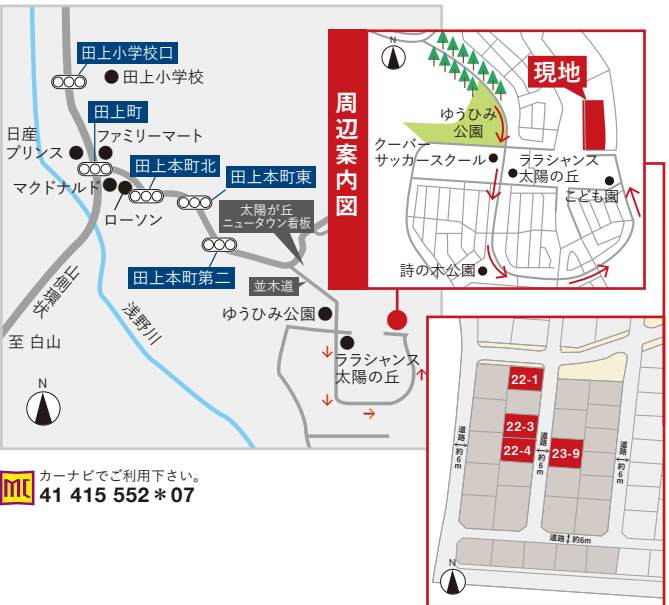 田上小学校口
田上小学校
田上町
日産
プリンス
ファミリーマート
マクドナルド
ローソン
田上本町北
田上本町東
田上本町第二
太陽が丘
ニュータウン看板
並木道
ゆうひみ公園
ララシャンス
太陽の丘
山側環状
浅野川
至 白山
N
周辺案内図
N
現地
ゆうひみ
公園
クーバー
サッカースクール
ララシャンス
太陽の丘
こども園
詩の木公園
22-1
22-3
22-4
23-9
道路
約6m
道路
約6m
道路
約6m
道路 約6m
N
MC
カーナビでご利用下さい。
41 415 552＊07